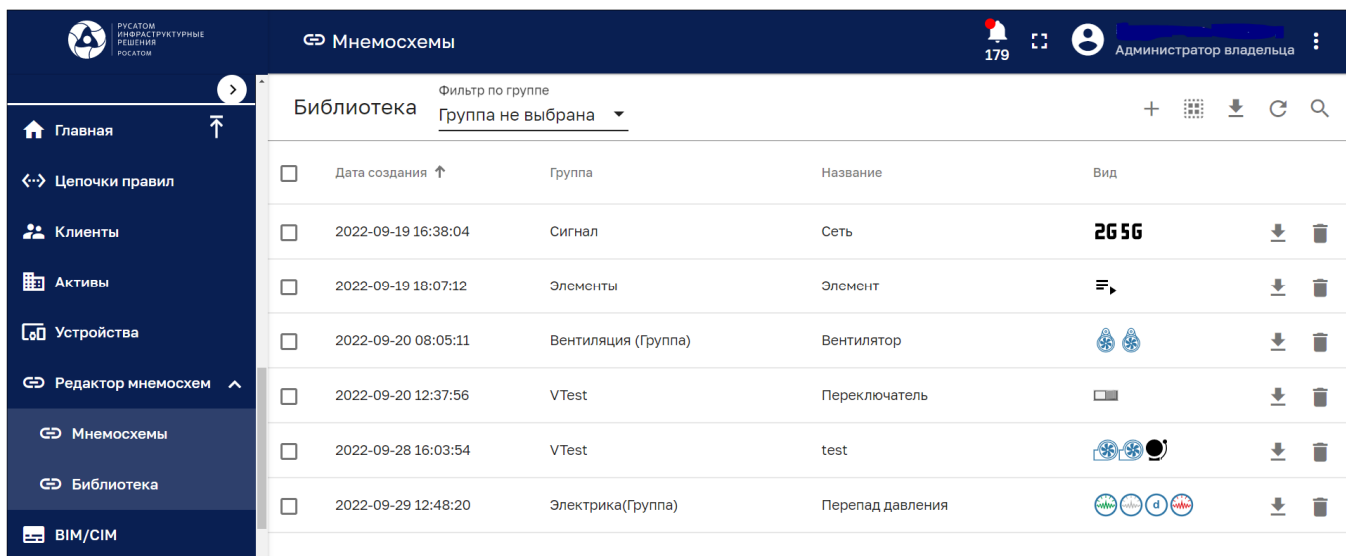 РУСАТОМ
ИНФРАСТРУКТУРНЫЕ
РЕШЕНИЯ
РОСАТОМ
Мнемосхемы
179
Администратор владельца
Главная
Цепочки правил
Клиенты
Активы
Устройства
Редактор мнемосхем
Мнемосхемы
Библиотека
BIM/CIM
Библиотека
Фильтр по группе
Группа не выбрана
Дата создания Группа Название Вид
2022-09-19 16:38:04 Сигнал Сеть 2G 5G
2022-09-19 18:07:12 Элементы Элемент
2022-09-20 08:05:11 Вентиляция (Группа) Вентилятор
2022-09-20 12:37:56 VTest Переключатель
2022-09-28 16:03:54 VTest test
2022-09-29 12:48:20 Электрика(Группа) Перепад давления d